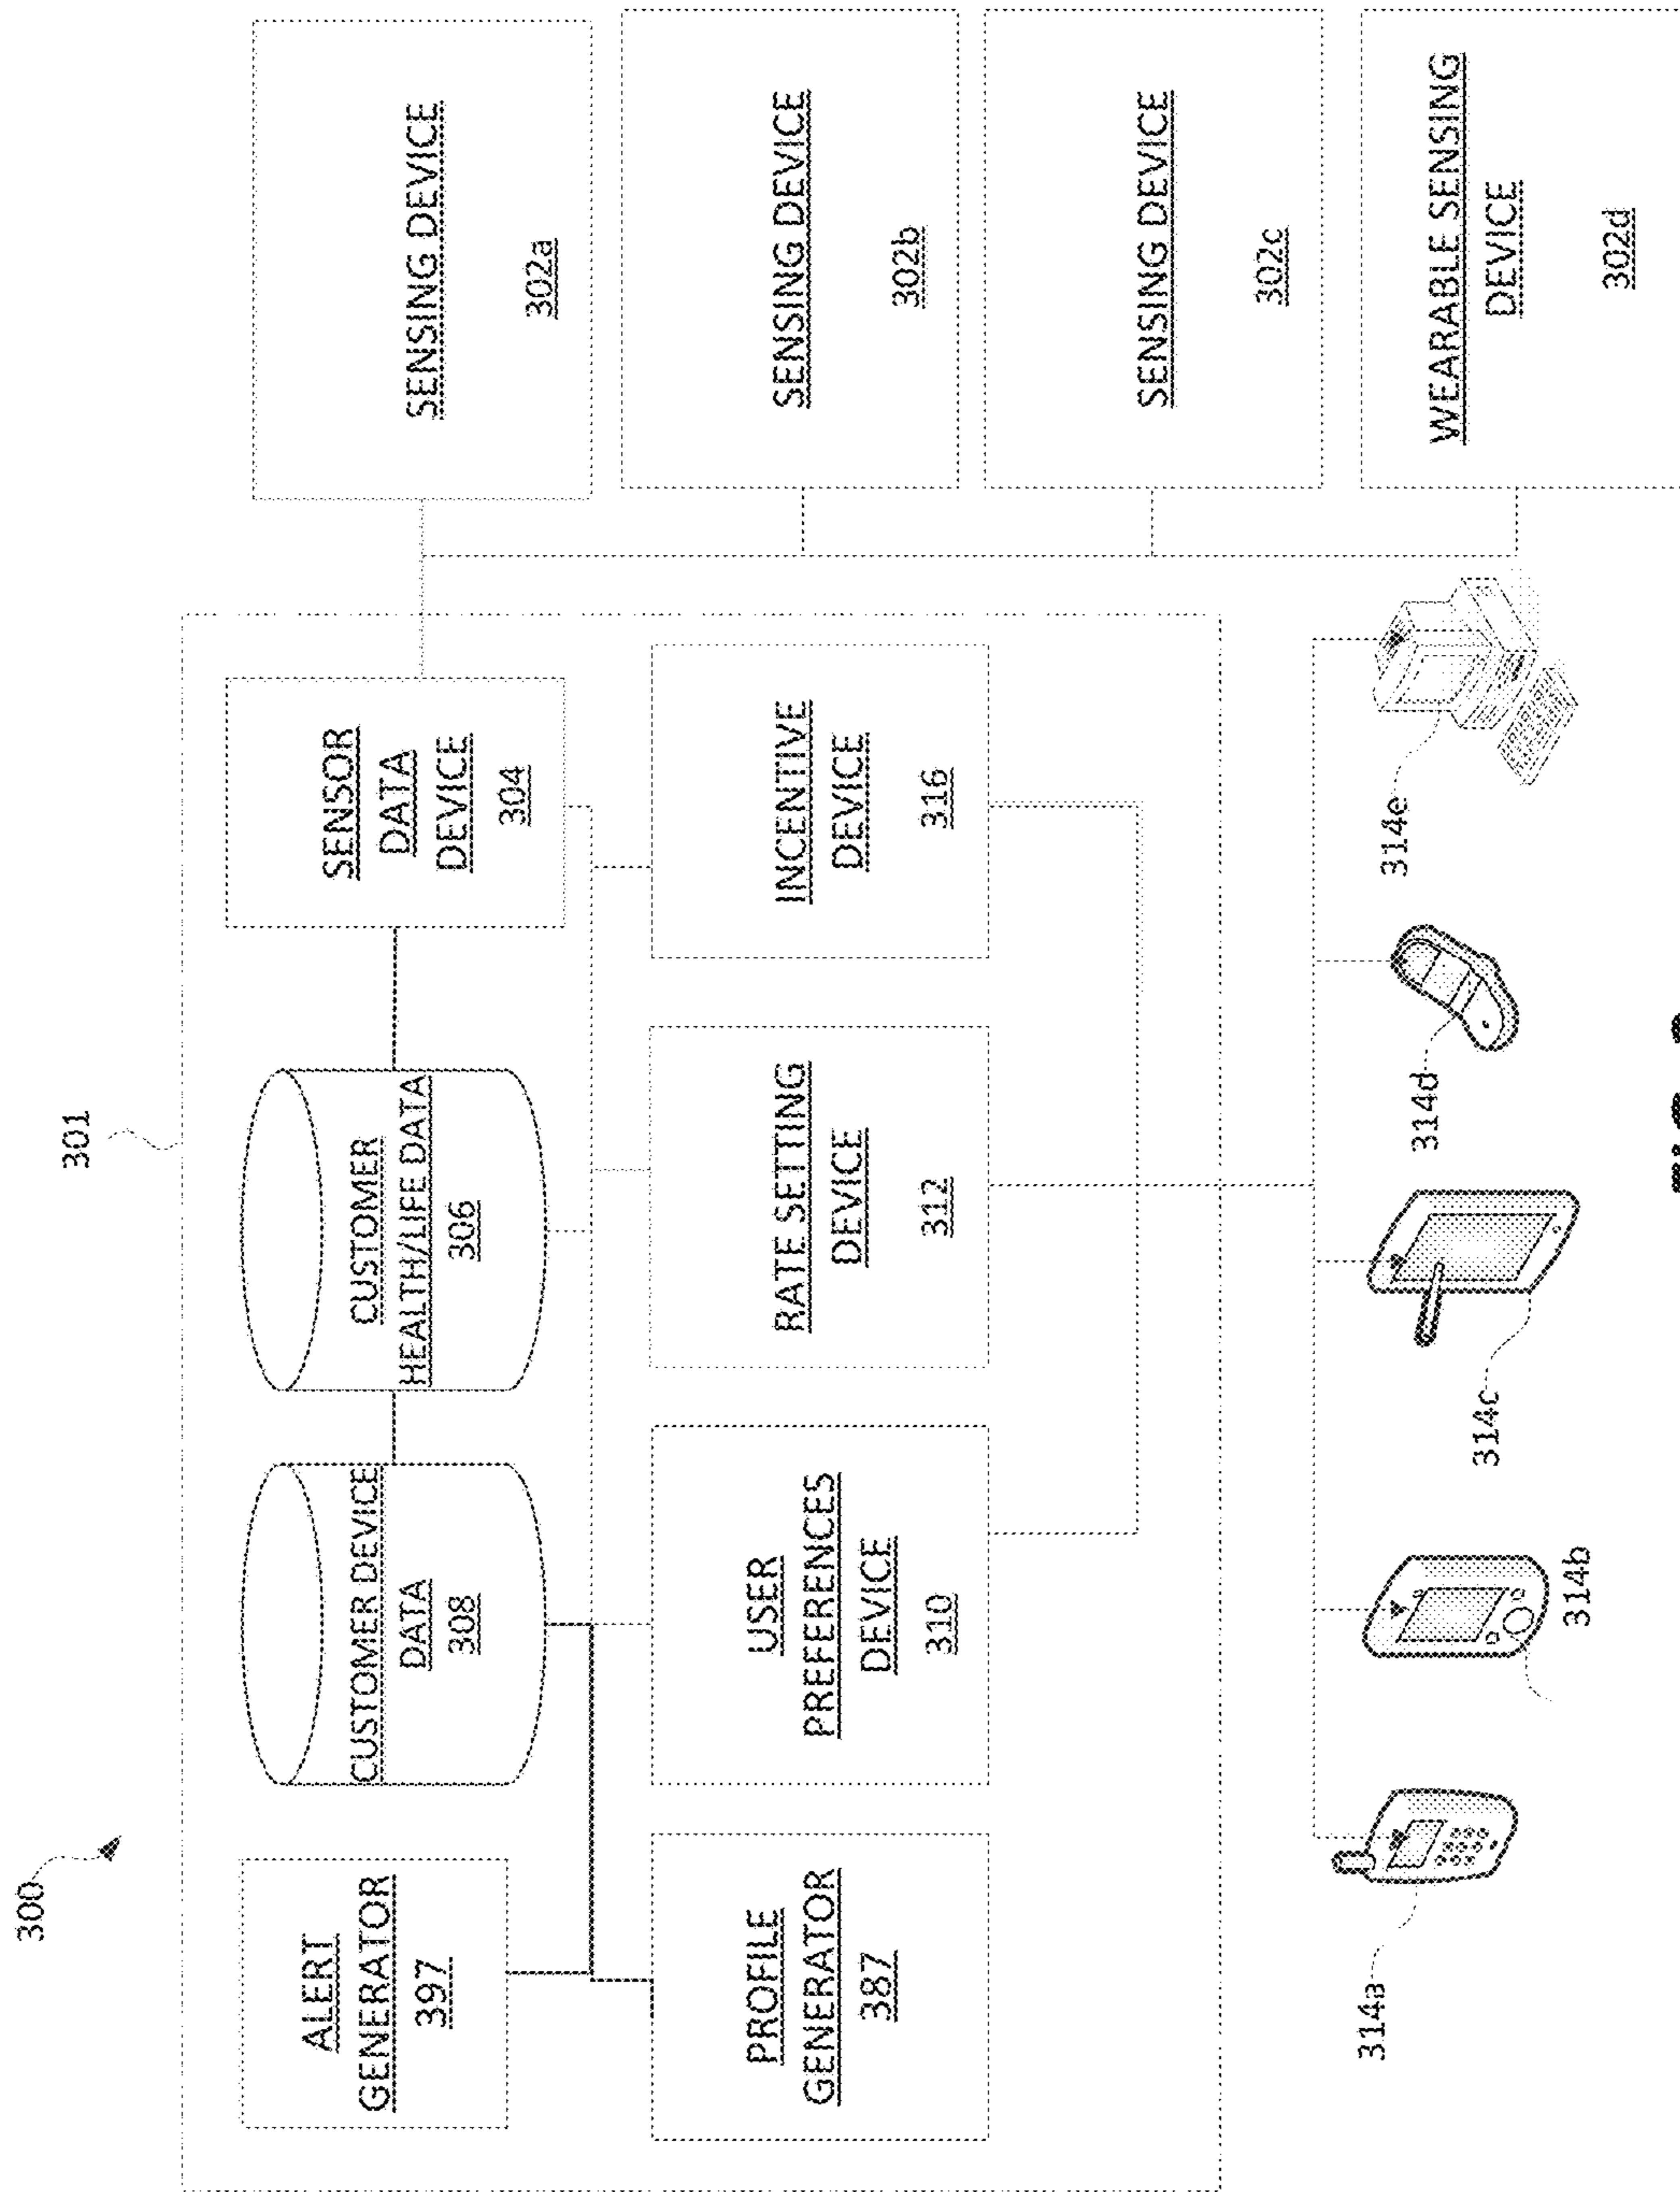 300
301
ALERT
GENERATOR
397
CUSTOMER DEVICE
DATA
308
CUSTOMER
HEALTH/LIFE DATA
306
SENSOR
DATA
DEVICE
304
PROFILE
GENERATOR
387
USER
PREFERENCES
DEVICE
310
RATE SETTING
DEVICE
312
INCENTIVE
DEVICE
316
SENSING DEVICE
302a
SENSING DEVICE
302b
SENSING DEVICE
302c
WEARABLE SENSING
DEVICE
302d
314a
314b
314c
314d
314e